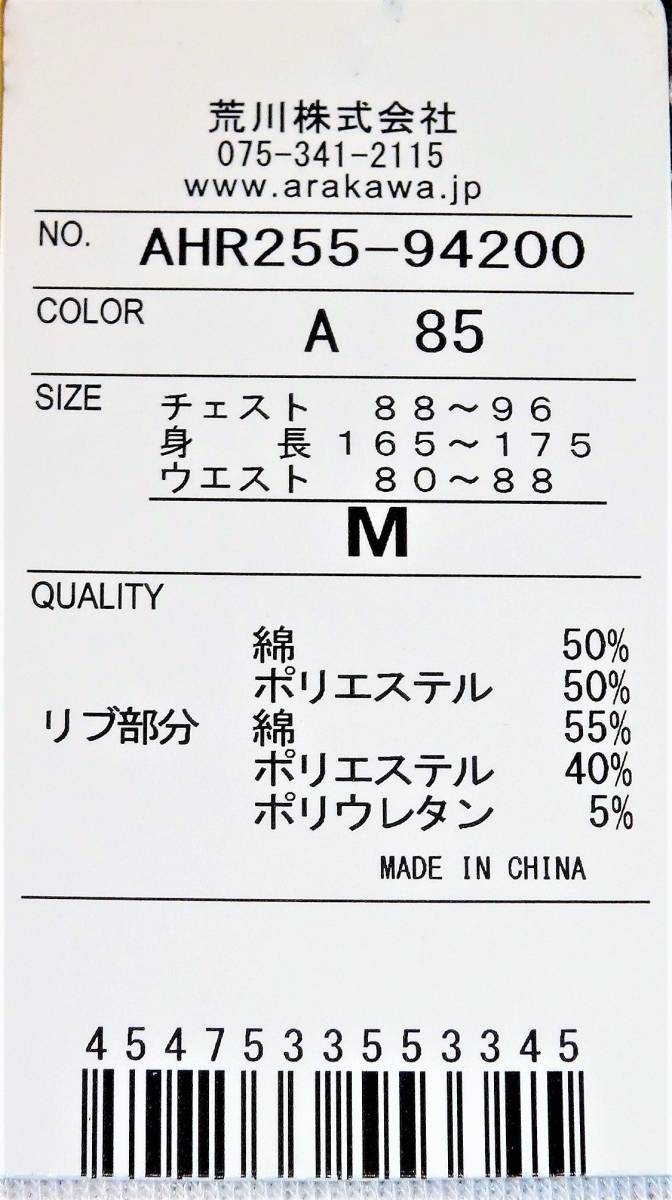 荒川株式会社
075-341-2115
www.arakawa.jp
NO. AHR255-94200
COLOR A 85
SIZE チェスト 88～96
身長 165～175
ウエスト 80～88
M
QUALITY
綿 50%
ポリエステル 50%
リブ部分 綿 55%
ポリエステル 40%
ポリウレタン 5%
MADE IN CHINA
4547533553345